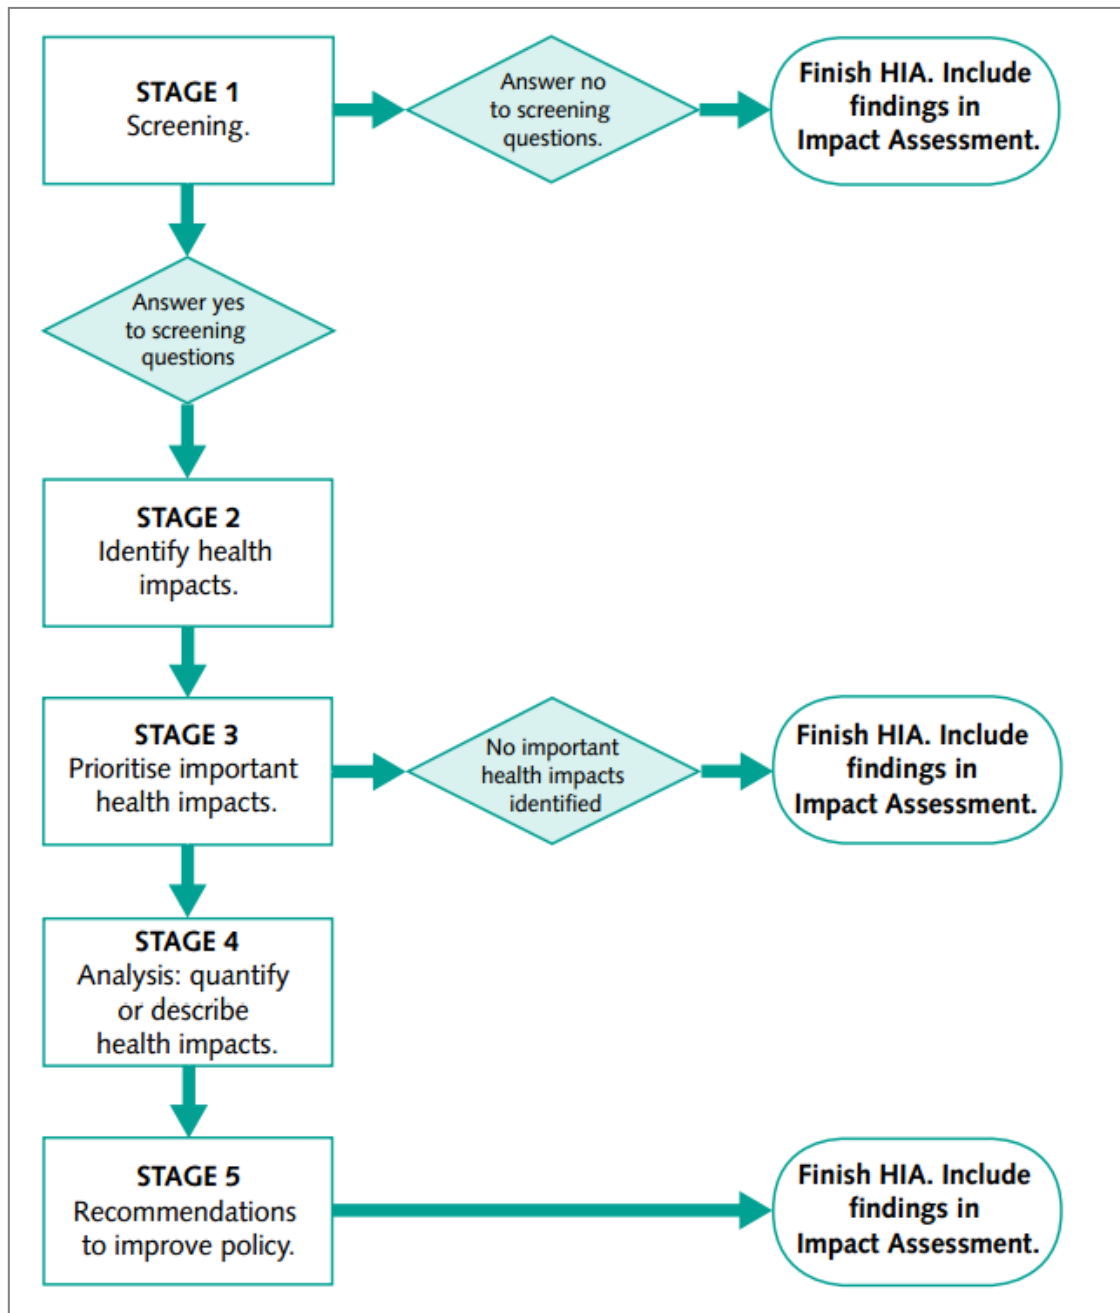 STAGE 1
Screening.
Answer no
to screening
questions.
Finish HIA. Include
findings in
Impact Assessment.
Answer yes
to screening
questions
STAGE 2
Identify health
impacts.
STAGE 3
Prioritise important
health impacts.
No important
health impacts
identified
Finish HIA. Include
findings in
Impact Assessment.
STAGE 4
Analysis: quantify
or describe
health impacts.
STAGE 5
Recommendations
to improve policy.
Finish HIA. Include
findings in
Impact Assessment.